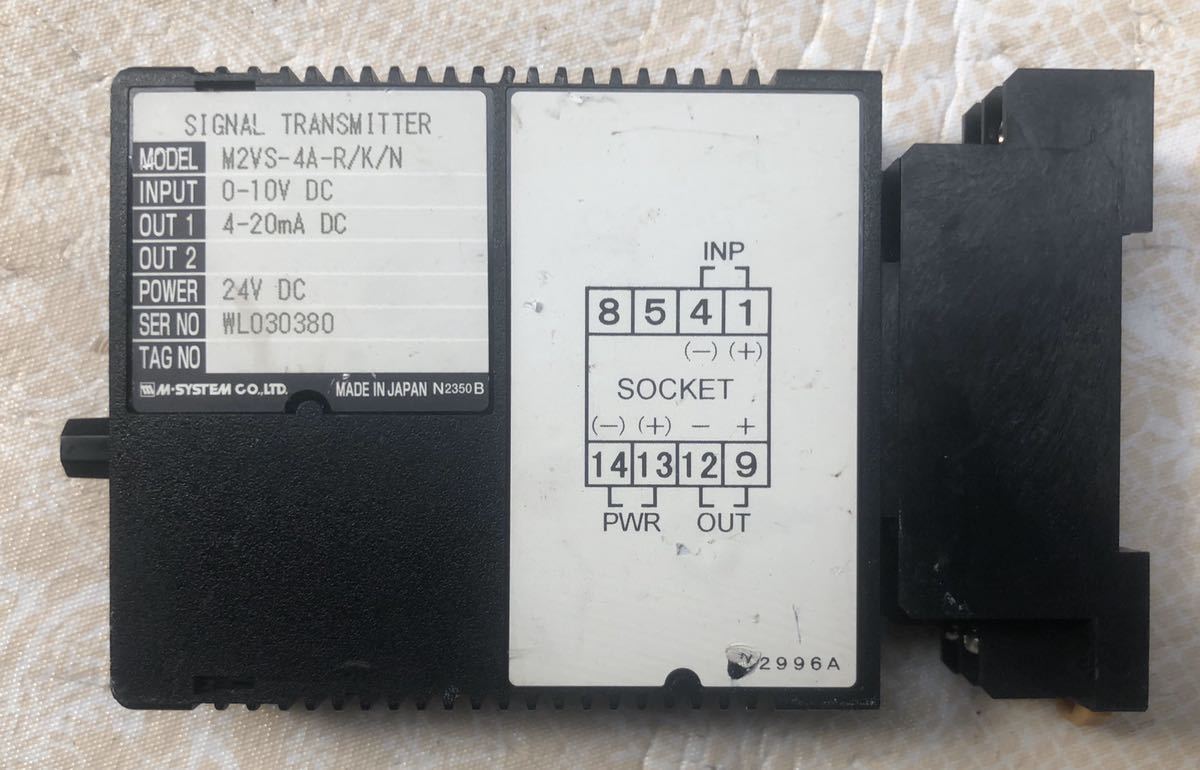 SIGNAL TRANSMITTER
MODEL M2VS-4A-R/K/N
INPUT 0-10V DC
OUT 1 4-20mA DC
OUT 2
POWER 24V DC
SER NO WL030380
TAG NO
M·SYSTEM CO.,LTD. MADE IN JAPAN N2350B
INP
8 5 4 1
(−) (+)
SOCKET
(−) (+) − +
14 13 12 9
PWR OUT
2996A